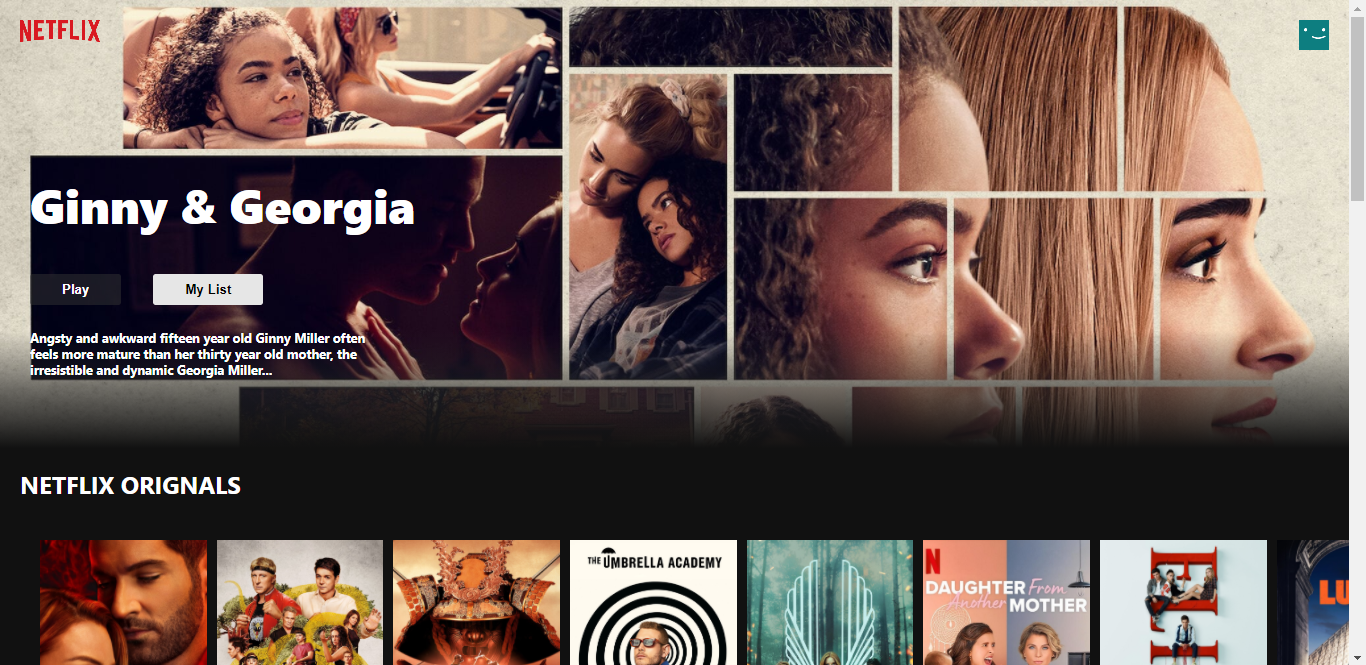 NETFLIX
Ginny & Georgia
Play
My List
Angsty and awkward fifteen year old Ginny Miller often
feels more mature than her thirty year old mother, the
irresistible and dynamic Georgia Miller...
NETFLIX ORIGNALS
THE UMBRELLA ACADEMY
N
DAUGHTER From
Another MOTHER
LU